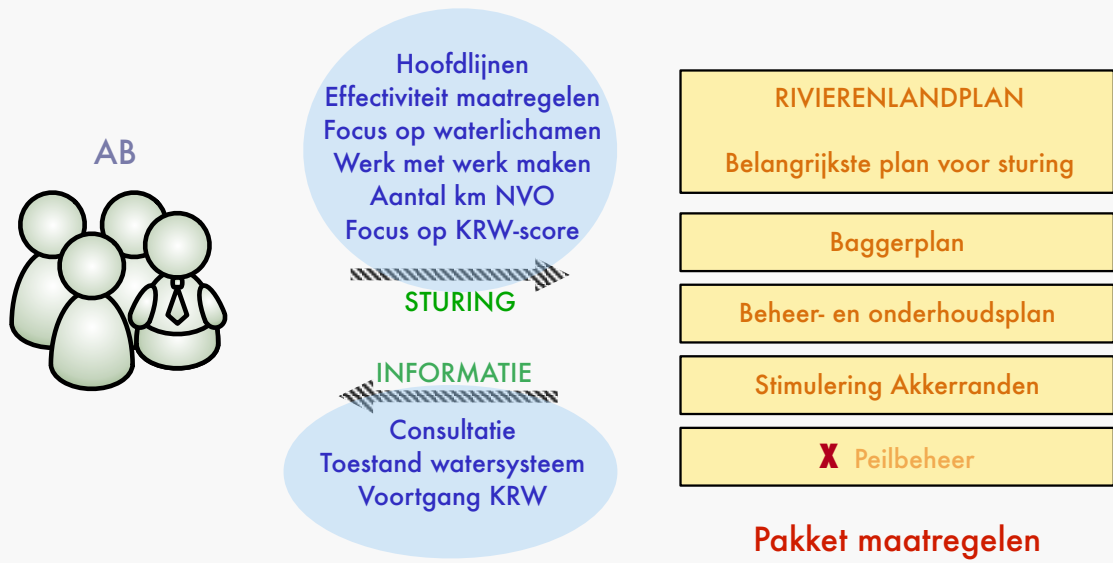 AB
Hoofdlijnen
Effectiviteit maatregelen
Focus op waterlichamen
Werk met werk maken
Aantal km NVO
Focus op KRW-score
STURING
INFORMATIE
Consultatie
Toestand watersysteem
Voortgang KRW
RIVIERENLANDPLAN
Belangrijkste plan voor sturing
Baggerplan
Beheer- en onderhoudsplan
Stimulering Akkerranden
X Peilbeheer
Pakket maatregelen